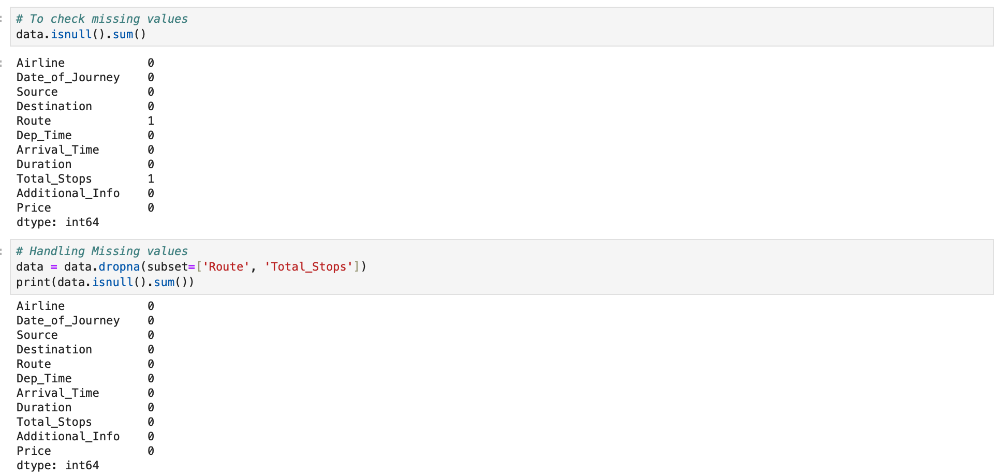 # To check missing values
data.isnull().sum()
Airline 0
Date_of_Journey 0
Source 0
Destination 0
Route 1
Dep_Time 0
Arrival_Time 0
Duration 0
Total_Stops 1
Additional_Info 0
Price 0
dtype: int64
# Handling Missing values
data = data.dropna(subset=['Route', 'Total_Stops'])
print(data.isnull().sum())
Airline 0
Date_of_Journey 0
Source 0
Destination 0
Route 0
Dep_Time 0
Arrival_Time 0
Duration 0
Total_Stops 0
Additional_Info 0
Price 0
dtype: int64